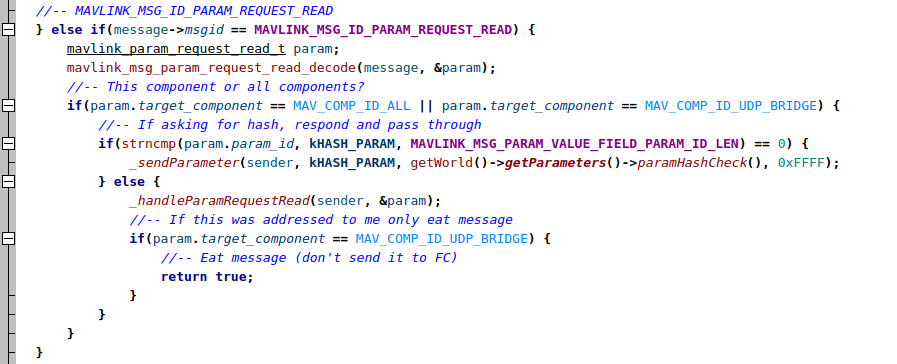 //-- MAVLINK_MSG_ID_PARAM_REQUEST_READ
} else if(message->msgid == MAVLINK_MSG_ID_PARAM_REQUEST_READ) {
    mavlink_param_request_read_t param;
    mavlink_msg_param_request_read_decode(message, &param);
    //-- This component or all components?
    if(param.target_component == MAV_COMP_ID_ALL || param.target_component == MAV_COMP_ID_UDP_BRIDGE) {
        //-- If asking for hash, respond and pass through
        if(strncmp(param.param_id, kHASH_PARAM, MAVLINK_MSG_PARAM_VALUE_FIELD_PARAM_ID_LEN) == 0) {
            _sendParameter(sender, kHASH_PARAM, getWorld()->getParameters()->paramHashCheck(), 0xFFFF);
        } else {
            _handleParamRequestRead(sender, &param);
            //-- If this was addressed to me only eat message
            if(param.target_component == MAV_COMP_ID_UDP_BRIDGE) {
                //-- Eat message (don't send it to FC)
                return true;
            }
        }
    }
}